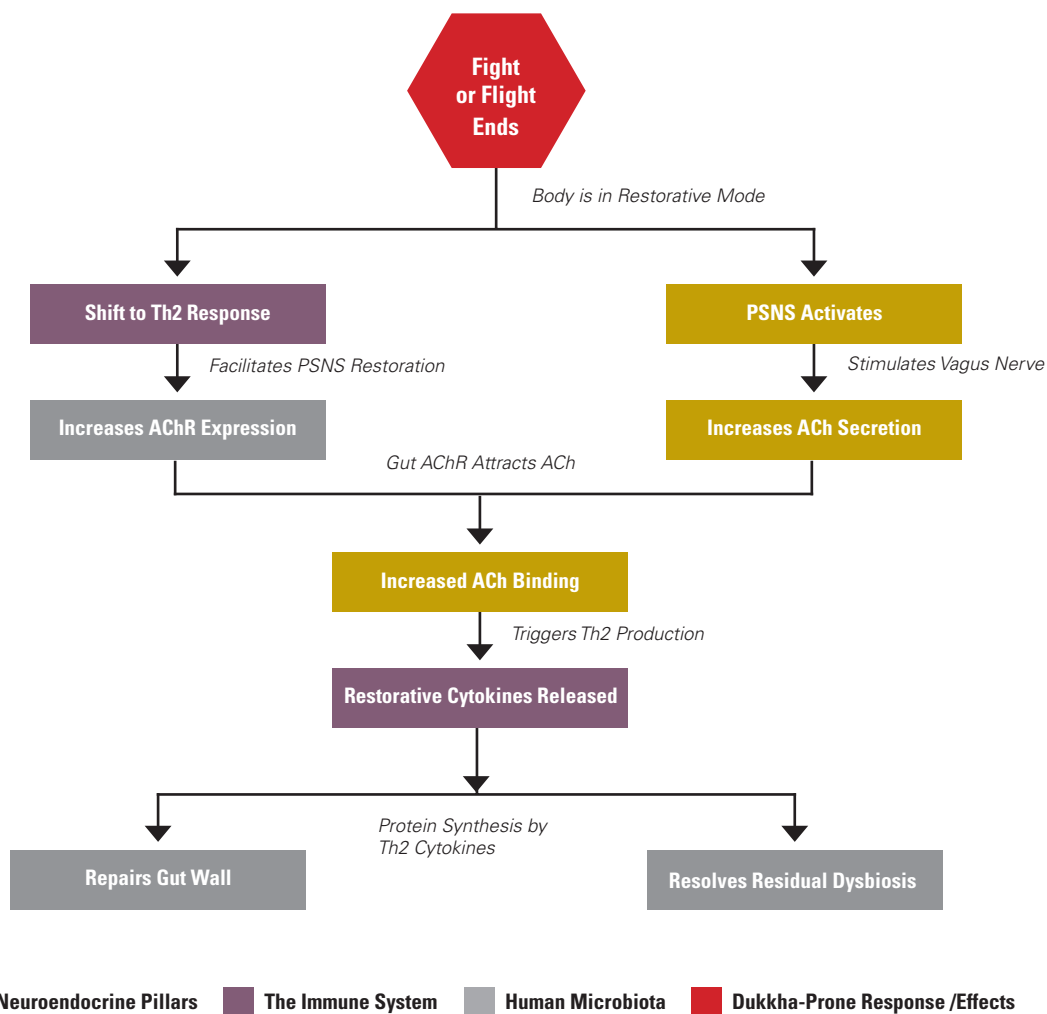 Fight
or Flight
Ends
Body is in Restorative Mode
Shift to Th2 Response
PSNS Activates
Facilitates PSNS Restoration
Stimulates Vagus Nerve
Increases AChR Expression
Increases ACh Secretion
Gut AChR Attracts ACh
Increased ACh Binding
Triggers Th2 Production
Restorative Cytokines Released
Protein Synthesis by
Th2 Cytokines
Repairs Gut Wall
Resolves Residual Dysbiosis
Neuroendocrine Pillars
The Immune System
Human Microbiota
Dukkha-Prone Response /Effects